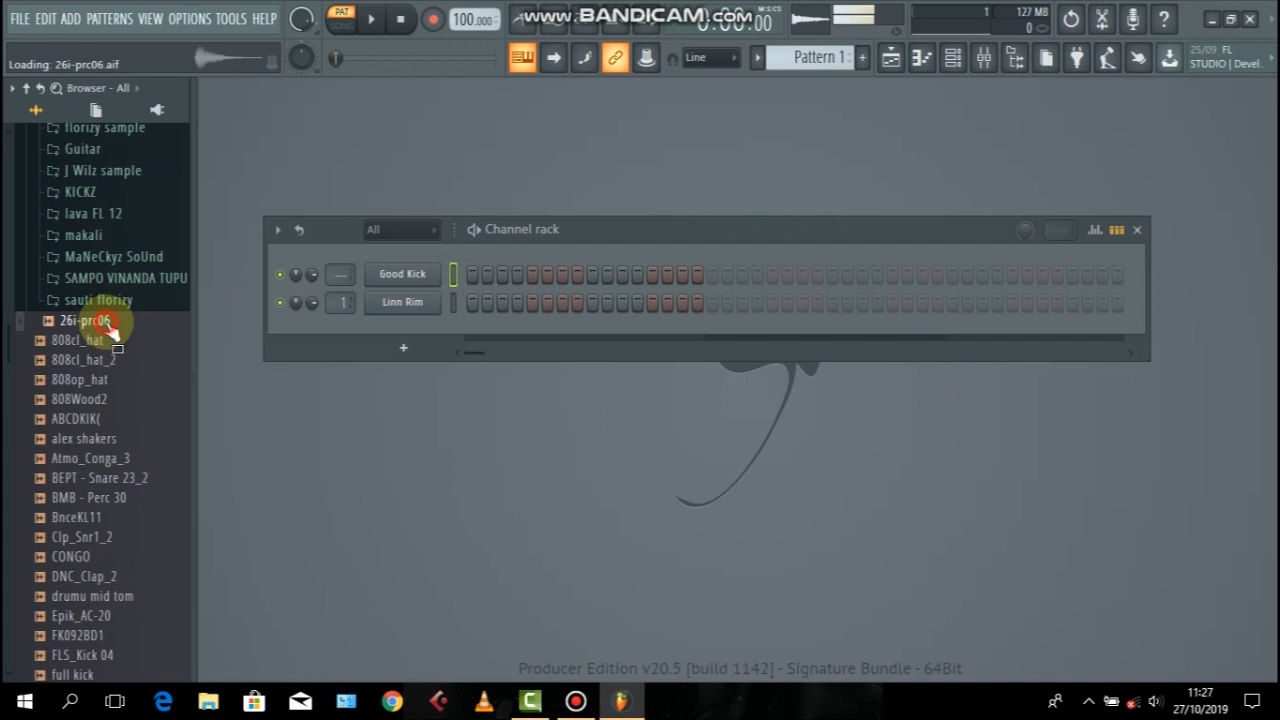 FILE EDIT ADD PATTERNS VIEW OPTIONS TOOLS HELP
PAT
SONG
100.000
www.BANDICAM.com
0:00:00
M:S:CS
1
127 MB
0
Loading: 26i-prc06.aif
Line
Pattern 1
25/09 FL
STUDIO | Devel..
Browser - All
florizy sample
Guitar
J Wilz sample
KICKZ
lava FL 12
makali
MaNeCkyz SoUnd
SAMPO VINANDA TUPU
sauti florizy
26i-prc06
808cl_hat
808cl_hat_2
808op_hat
808Wood2
ABCDKIK(
alex shakers
Atmo_Conga_3
BEPT - Snare 23_2
BMB - Perc 30
BnceKL11
Clp_Snr1_2
CONGO
DNC_Clap_2
drumu mid tom
Epik_AC-20
FK092BD1
FLS_Kick 04
full kick
All
Channel rack
Good Kick
1
Linn Rim
Producer Edition v20.5 [build 1142] - Signature Bundle - 64Bit
11:27
27/10/2019